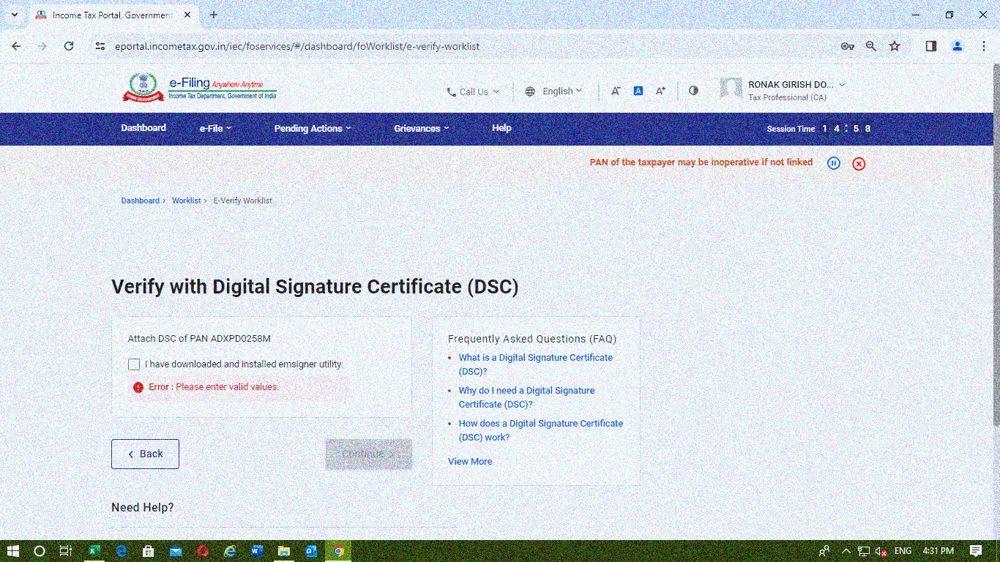 Income Tax Portal, Government
eportal.incometax.gov.in/iec/foservices/#/dashboard/foWorklist/e-verify-worklist
e-Filing Anywhere Anytime
Income Tax Department, Government of India
Call Us
English
A-
A
A+
RONAK GIRISH DO...
Tax Professional (CA)
Dashboard
e-File
Pending Actions
Grievances
Help
Session Time 1 4 : 5 8
PAN of the taxpayer may be inoperative if not linked
Dashboard › Worklist › E-Verify Worklist
Verify with Digital Signature Certificate (DSC)
Attach DSC of PAN ADXPD0258M
I have downloaded and installed emsigner utility.
Error : Please enter valid values.
< Back
Continue >
Frequently Asked Questions (FAQ)
• What is a Digital Signature Certificate
(DSC)?
• Why do I need a Digital Signature
Certificate (DSC)?
• How does a Digital Signature Certificate
(DSC) work?
View More
Need Help?
ENG
4:31 PM